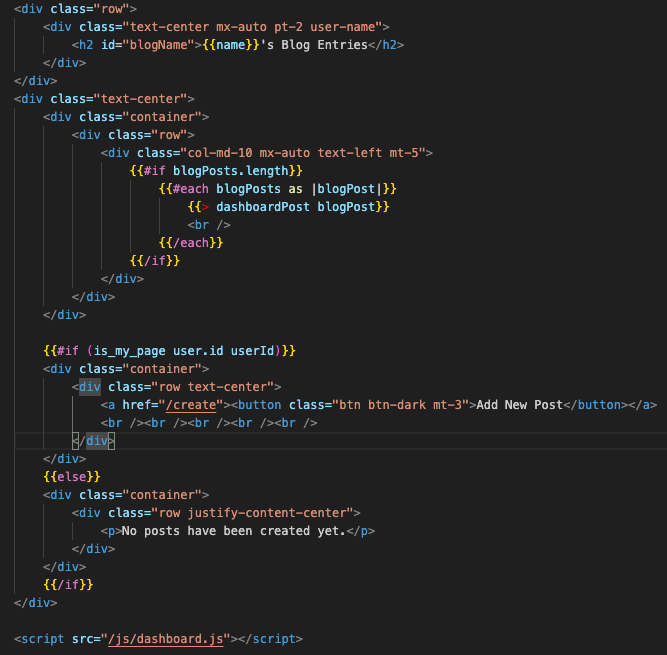 <div class="row">
<div class="text-center mx-auto pt-2 user-name">
<h2 id="blogName">{{name}}'s Blog Entries</h2>
</div>
</div>
<div class="text-center">
<div class="container">
<div class="row">
<div class="col-md-10 mx-auto text-left mt-5">
{{#if blogPosts.length}}
{{#each blogPosts as |blogPost|}}
{{> dashboardPost blogPost}}
<br />
{{/each}}
{{/if}}
</div>
</div>
</div>
{{#if (is_my_page user.id userId)}}
<div class="container">
<div class="row text-center">
<a href="/create"><button class="btn btn-dark mt-3">Add New Post</button></a>
<br /><br /><br /><br /><br />
</div>
</div>
{{else}}
<div class="container">
<div class="row justify-content-center">
<p>No posts have been created yet.</p>
</div>
</div>
{{/if}}
</div>
<script src="/js/dashboard.js"></script>